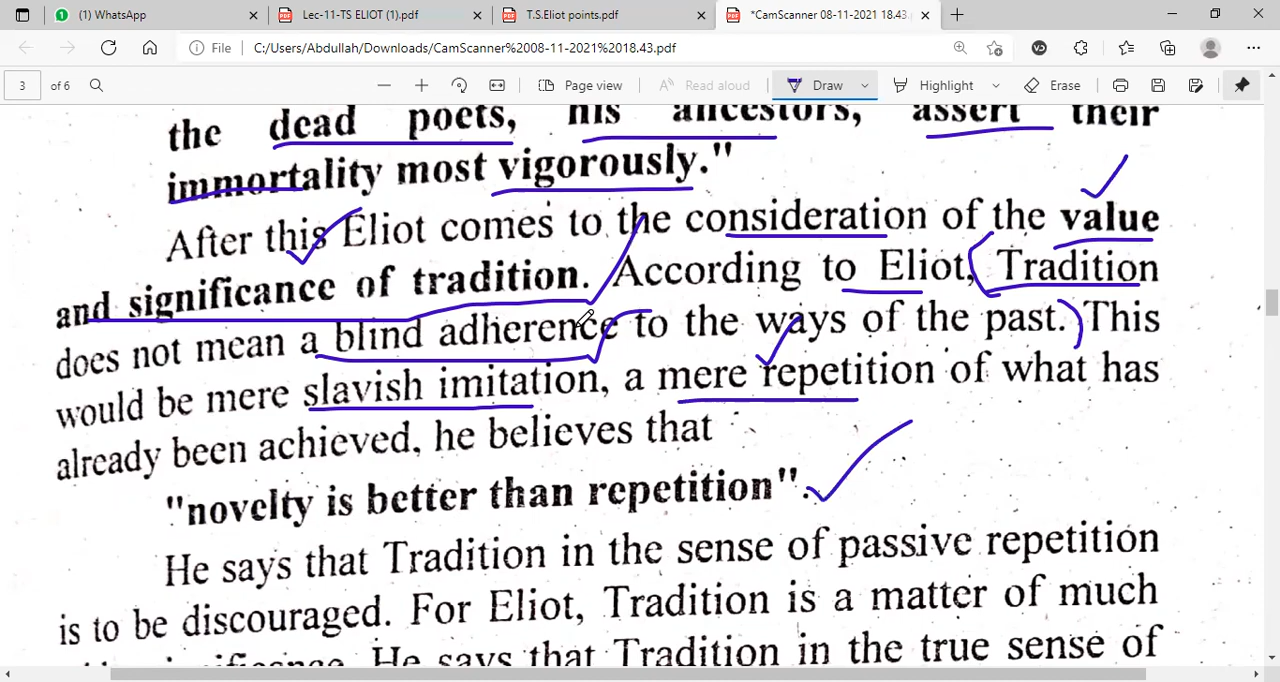 (1) WhatsApp
Lec-11-TS ELIOT (1).pdf
T.S.Eliot points.pdf
*CamScanner 08-11-2021 18.43
File C:/Users/Abdullah/Downloads/CamScanner%2008-11-2021%2018.43.pdf
3 of 6 Page view Read aloud Draw Highlight Erase
the dead poets, his ancestors, assert their
immortality most vigorously."
After this Eliot comes to the consideration of the value
and significance of tradition. According to Eliot, Tradition
does not mean a blind adherence to the ways of the past. This
would be mere slavish imitation, a mere repetition of what has
already been achieved, he believes that
"novelty is better than repetition".
He says that Tradition in the sense of passive repetition
is to be discouraged. For Eliot, Tradition is a matter of much
significance. He says that Tradition in the true sense of